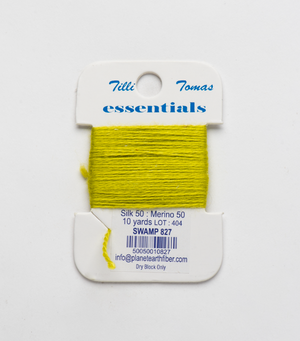 Tilli Tomas
essentials
Silk 50 : Merino 50
10 yards LOT : 404
SWAMP 827
50050010827
info@planetearthfiber.com
Dry Block Only